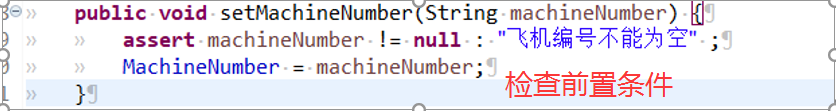 public void setMachineNumber(String machineNumber) {
assert machineNumber != null : "飞机编号不能为空" ;
MachineNumber = machineNumber;
}
检查前置条件